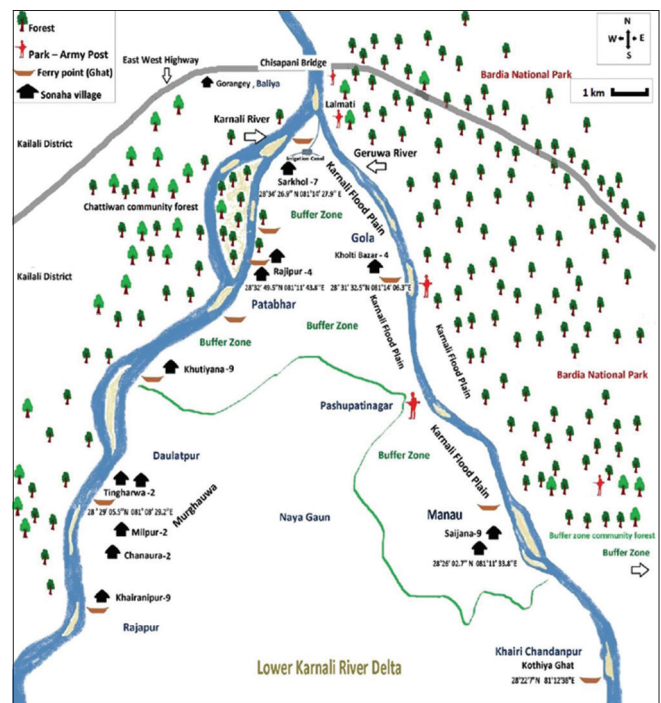 Forest
Park – Army Post
Ferry point (Ghat)
Sonaha village
East West Highway
Chisapani Bridge
N
W E
S
1 km
Bardia National Park
Gorangey , Baliya
Lalmati
Karnali River
Kailali District
Irrigation Canal
Geruwa River
Sarkhol -7
28°34' 26.9" N 081°14' 27.9" E
Karnali Flood Plain
Chattiwan community forest
Buffer Zone
Gola
Kholti Bazar - 4
Kailali District
Rajipur -4
28°32' 49.5"N 081°11' 43.8"E
28°31' 32.5"N 081°14' 06.3"E
Patabhar
Buffer Zone
Karnali Flood Plain
Karnali Flood Plain
Buffer Zone
Khutiyana-9
Bardia National Park
Pashupatinagar
Daulatpur
Buffer Zone
Karnali Flood Plain
Tingharwa -2
28° 29' 05.5"N 081° 08' 29.2"E
Murghauwa
Naya Gaun
Manau
Milpur-2
Saijana-9
Buffer zone community forest
Chanaura-2
28°26' 02.7" N 081°11' 33.8"E
Buffer Zone
Khairanipur-9
Rajapur
Khairi Chandanpur
Lower Karnali River Delta
Kothiya Ghat
28°22'7"N 81°12'38"E